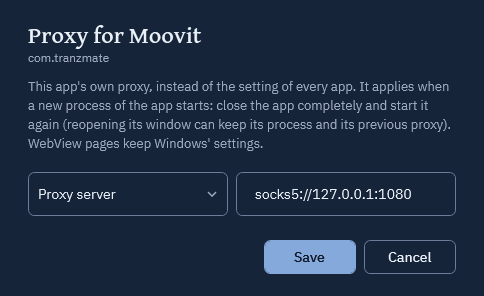 Proxy for Moovit
com.tranzmate
This app's own proxy, instead of the setting of every app. It applies when
a new process of the app starts: close the app completely and start it
again (reopening its window can keep its process and its previous proxy).
WebView pages keep Windows' settings.
Proxy server
socks5://127.0.0.1:1080
Save
Cancel